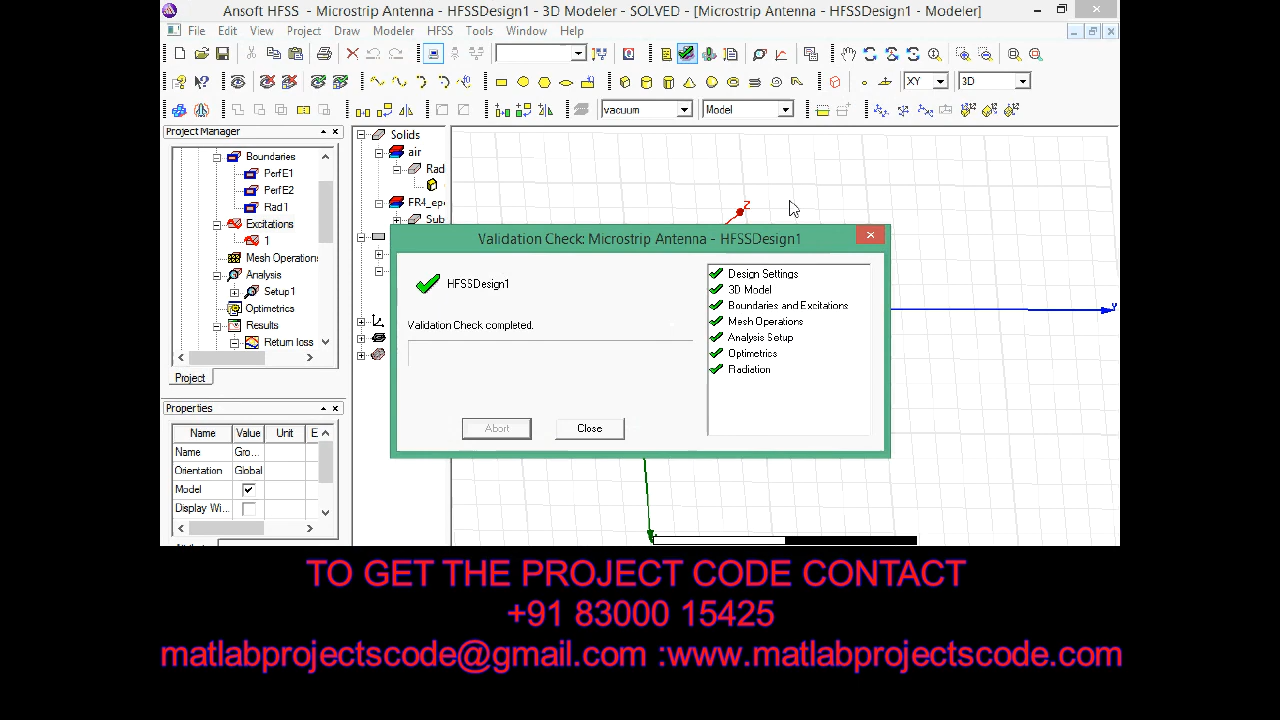 Ansoft HFSS - Microstrip Antenna - HFSSDesign1 - 3D Modeler - SOLVED - [Microstrip Antenna - HFSSDesign1 - Modeler]
File Edit View Project Draw Modeler HFSS Tools Window Help
XY 3D
vacuum Model
Project Manager
Boundaries
PerfE1
PerfE2
Rad1
Excitations
1
Mesh Operations
Analysis
Setup1
Optimetrics
Results
Return loss
Project
Properties
Name Value Unit E
Name Gro...
Orientation Global
Model
Display Wi...
Solids
air
Rad
FR4_epo
Sub
Z
Y
Validation Check: Microstrip Antenna - HFSSDesign1
HFSSDesign1
Validation Check completed.
Abort Close
Design Settings
3D Model
Boundaries and Excitations
Mesh Operations
Analysis Setup
Optimetrics
Radiation
TO GET THE PROJECT CODE CONTACT
+91 83000 15425
matlabprojectscode@gmail.com :www.matlabprojectscode.com